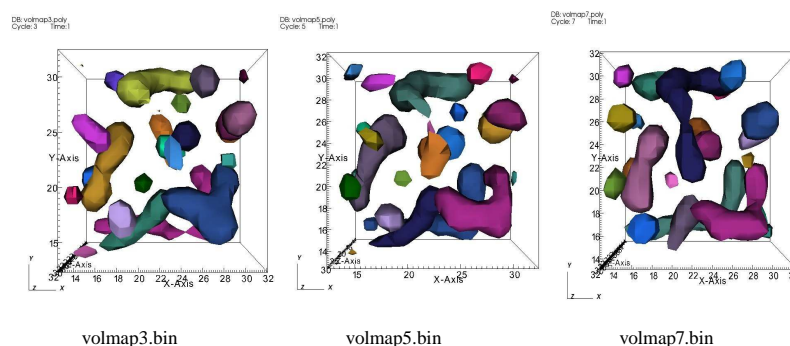 DB: volmap3.poly
Cycle: 3 Time:1
30
25
Y-Axis
20
15
14 16 18 20 22 24 26 28 30 32
X-Axis
Y
Z X
volmap3.bin
DB: volmap5.poly
Cycle: 5 Time:1
32
30
28
26
24
22
20
18
16
14
Y-Axis
Z-Axis
15 20 25 30
X-Axis
Y
Z X
volmap5.bin
DB: volmap7.poly
Cycle: 7 Time:1
32
30
28
26
24
22
20
18
16
Y-Axis
14 16 18 20 22 24 26 28 30 32
X-Axis
Y
Z X
volmap7.bin